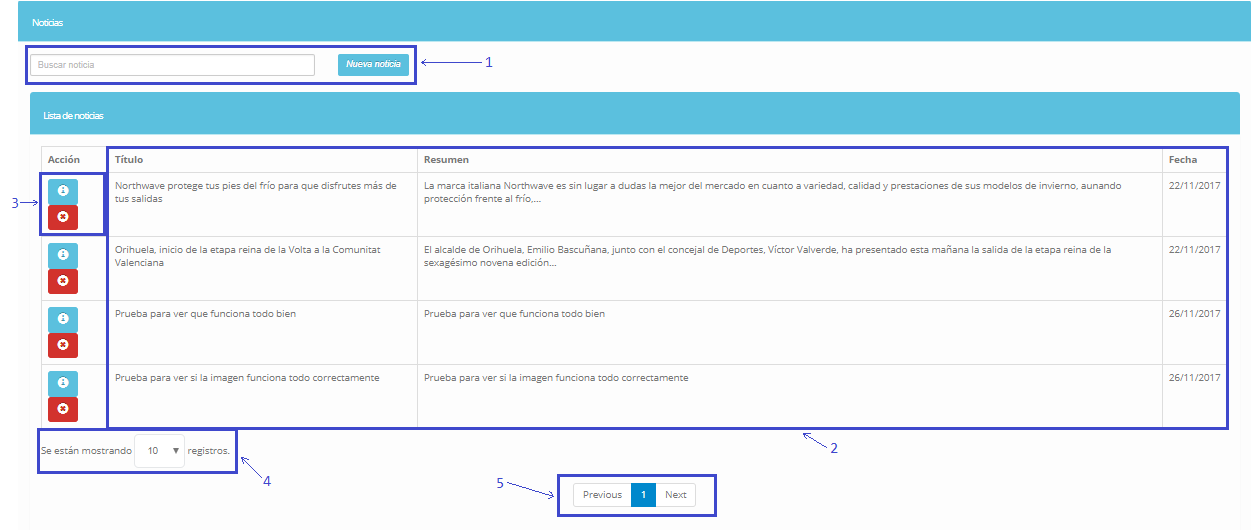 Noticias
Buscar noticia Nueva noticia 1
Lista de noticias
Acción Título Resumen Fecha
Northwave protege tus pies del frío para que disfrutes más de La marca italiana Northwave es sin lugar a dudas la mejor del mercado en cuanto a variedad, calidad y prestaciones de sus modelos de invierno, aunando 22/11/2017
tus salidas protección frente al frío,...
3
Orihuela, inicio de la etapa reina de la Volta a la Comunitat El alcalde de Orihuela, Emilio Bascuñana, junto con el concejal de Deportes, Víctor Valverde, ha presentado esta mañana la salida de la etapa reina de la 22/11/2017
Valenciana sexagésimo novena edición...
Prueba para ver que funciona todo bien Prueba para ver que funciona todo bien 26/11/2017
Prueba para ver si la imagen funciona todo correctamente Prueba para ver si la imagen funciona todo correctamente 26/11/2017
Se están mostrando 10 registros. 2
4
5 Previous 1 Next